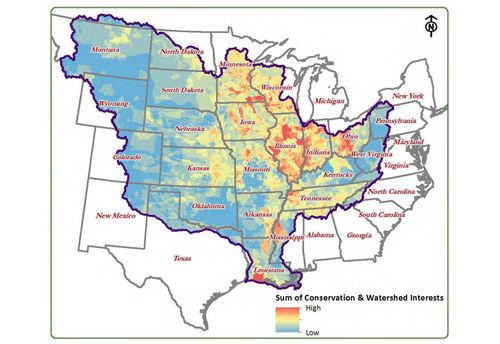 N
Montana
North Dakota
Minnesota
Wisconsin
Michigan
New York
South Dakota
Wyoming
Iowa
Nebraska
Illinois
Indiana
Ohio
Pennsylvania
Maryland
West Virginia
Virginia
Colorado
Kansas
Missouri
Kentucky
North Carolina
Tennessee
South Carolina
Oklahoma
Arkansas
New Mexico
Mississippi
Alabama
Georgia
Texas
Louisiana
Sum of Conservation & Watershed Interests
High
Low